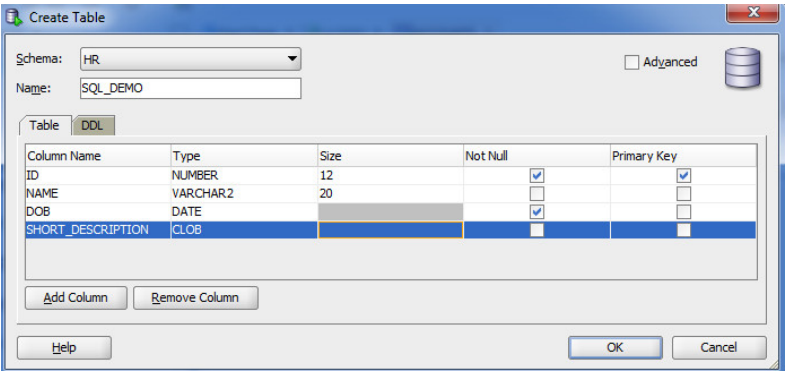 Create Table
Schema: HR Advanced
Name: SQL_DEMO
Table DDL
Column Name Type Size Not Null Primary Key
ID NUMBER 12
NAME VARCHAR2 20
DOB DATE
SHORT_DESCRIPTION CLOB
Add Column Remove Column
Help OK Cancel